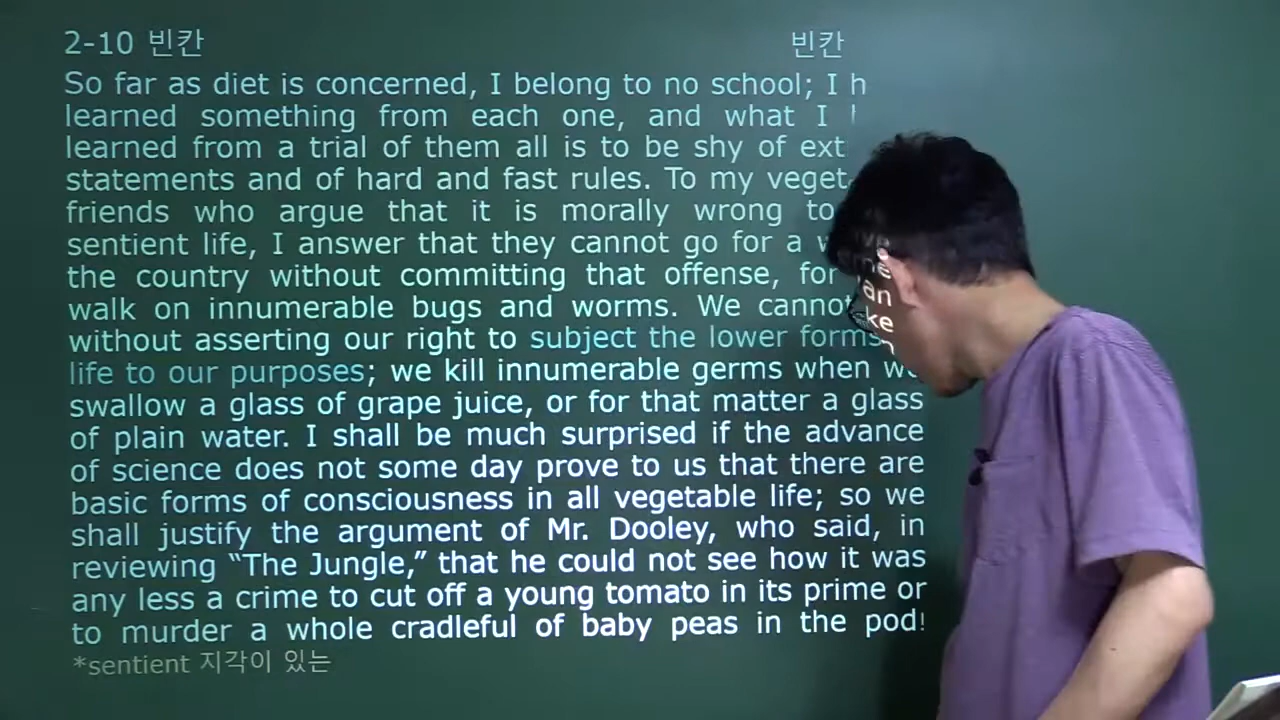 2-10 빈칸 빈칸
So far as diet is concerned, I belong to no school; I
learned something from each one, and what I
learned from a trial of them all is to be shy of
statements and of hard and fast rules. To my
friends who argue that it is morally wrong to
sentient life, I answer that they cannot go for a
the country without committing that offense, for
walk on innumerable bugs and worms. We cannot
without asserting our right to subject the lower forms
life to our purposes; we kill innumerable germs when we
swallow a glass of grape juice, or for that matter a glass
of plain water. I shall be much surprised if the advance
of science does not some day prove to us that there are
basic forms of consciousness in all vegetable life; so we
shall justify the argument of Mr. Dooley, who said, in
reviewing “The Jungle,” that he could not see how it was
any less a crime to cut off a young tomato in its prime or
to murder a whole cradleful of baby peas in the pod!
*sentient 지각이 있는